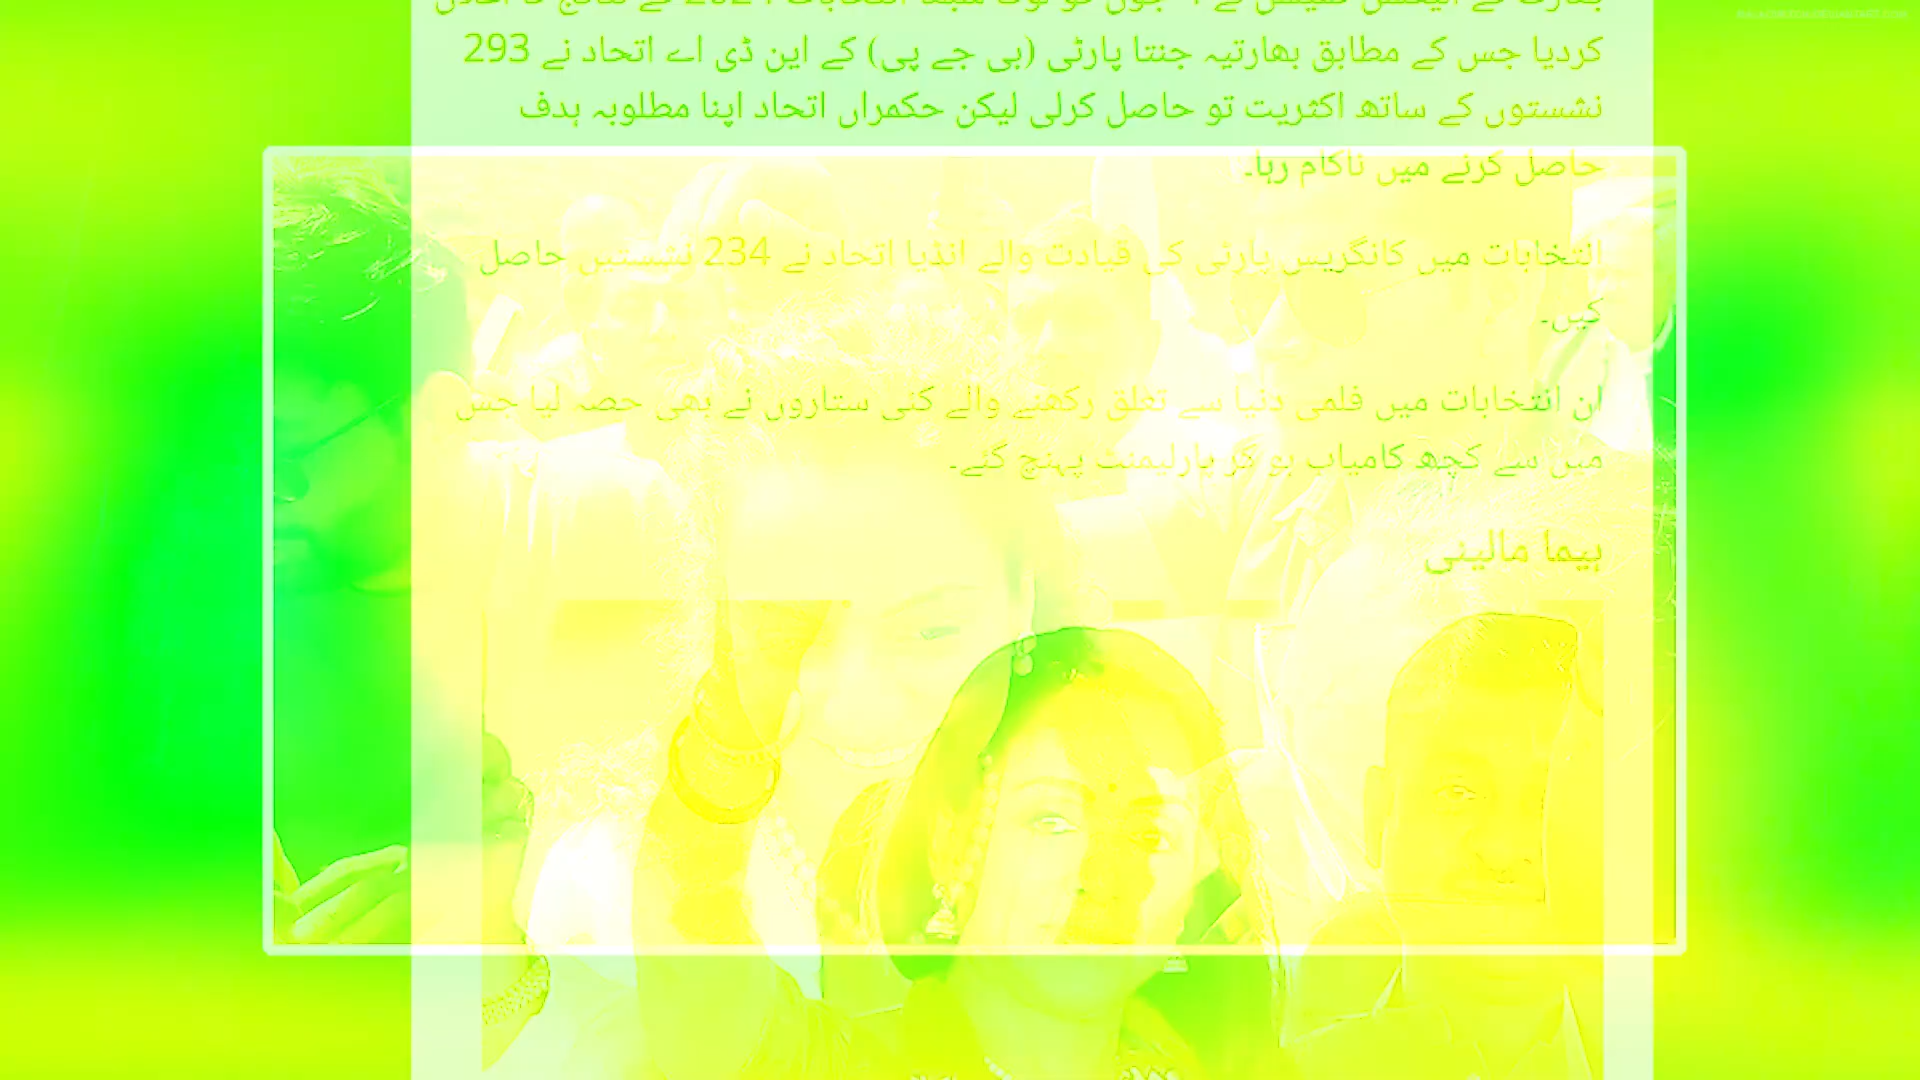 کردیا جس کے مطابق بھارتیہ جنتا پارٹی (بی جے پی) کے این ڈی اے اتحاد نے 293
نشستوں کے ساتھ اکثریت تو حاصل کرلی لیکن حکمراں اتحاد اپنا مطلوبہ ہدف
حاصل کرنے میں ناکام رہا۔
انتخابات میں کانگریس پارٹی کی قیادت والے انڈیا اتحاد نے 234 نشستیں حاصل
کیں۔
ان انتخابات میں فلمی دنیا سے تعلق رکھنے والے کئی ستاروں نے بھی حصہ لیا جس
میں سے کچھ کامیاب ہو کر پارلیمنٹ پہنچ گئے۔
ہیما مالینی